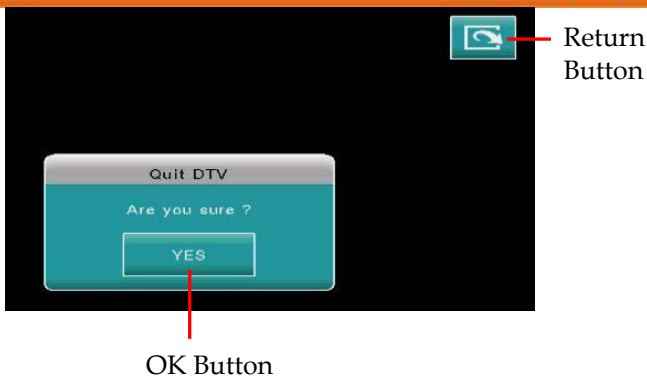 Return
Button
Quit DTV
Are you sure ?
YES
OK Button